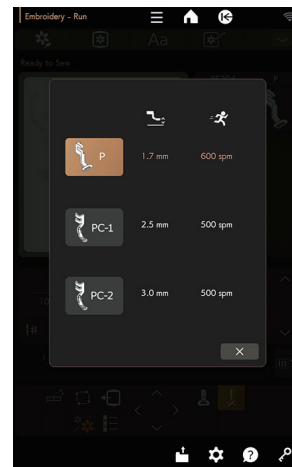 Embroidery - Run
Aa
Ready to Sew
P
P 1.7 mm 600 spm
PC-1 2.5 mm 500 spm
PC-2 3.0 mm 500 spm